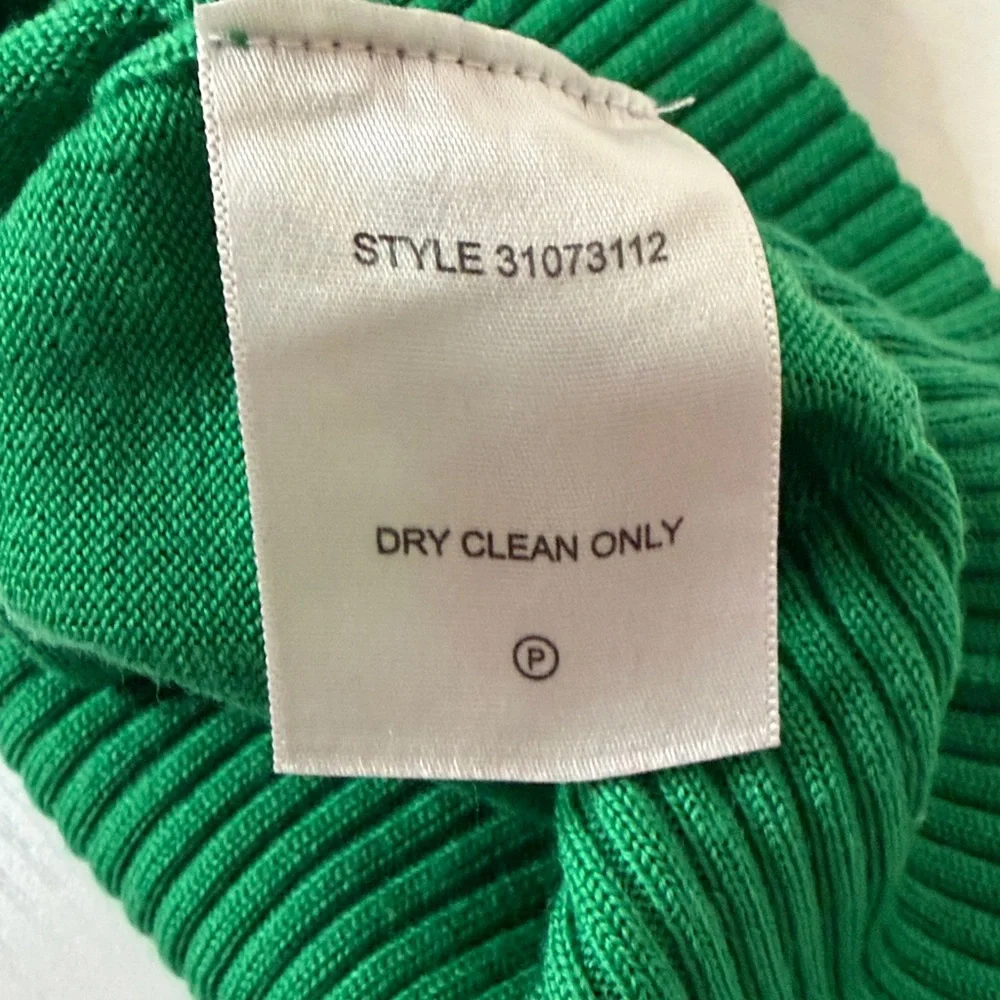 STYLE 31073112
DRY CLEAN ONLY
P